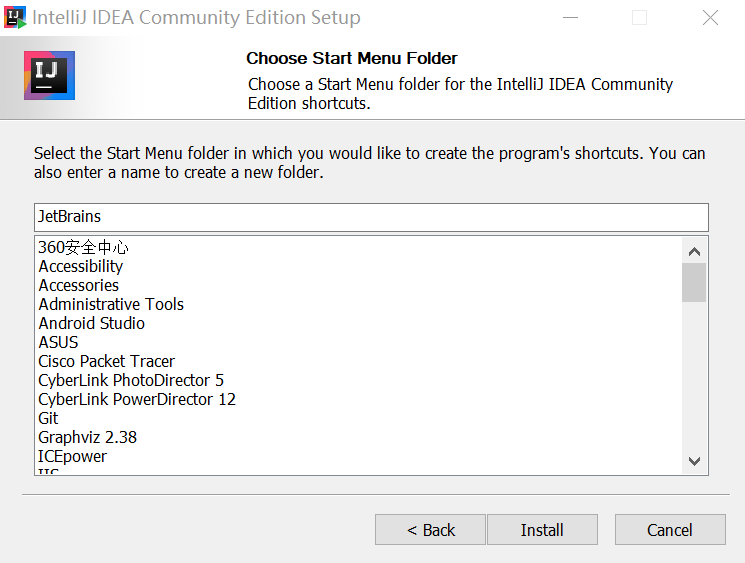 IntelliJ IDEA Community Edition Setup
IJ
Choose Start Menu Folder
Choose a Start Menu folder for the IntelliJ IDEA Community
Edition shortcuts.
Select the Start Menu folder in which you would like to create the program's shortcuts. You can
also enter a name to create a new folder.
JetBrains
360安全中心
Accessibility
Accessories
Administrative Tools
Android Studio
ASUS
Cisco Packet Tracer
CyberLink PhotoDirector 5
CyberLink PowerDirector 12
Git
Graphviz 2.38
ICEpower
IIS
< Back
Install
Cancel